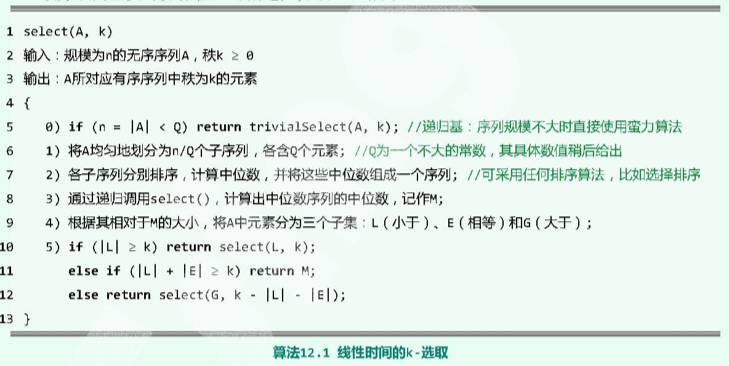 1 select(A, k)
2 输入：规模为n的无序序列A，秩k ≥ 0
3 输出：A所对应有序序列中秩为k的元素
4 {
5 0) if (n = |A| < Q) return trivialSelect(A, k); //递归基：序列规模不大时直接使用蛮力算法
6 1) 将A均匀地划分为n/Q个子序列，各含Q个元素; //Q为一个不大的常数，其具体数值稍后给出
7 2) 各子序列分别排序，计算中位数，并将这些中位数组成一个序列; //可采用任何排序算法，比如选择排序
8 3) 通过递归调用select()，计算出中位数序列的中位数，记作M;
9 4) 根据其相对于M的大小，将A中元素分为三个子集：L（小于）、E（相等）和G（大于）;
10 5) if (|L| ≥ k) return select(L, k);
11 else if (|L| + |E| ≥ k) return M;
12 else return select(G, k - |L| - |E|);
13 }
算法12.1 线性时间的k-选取